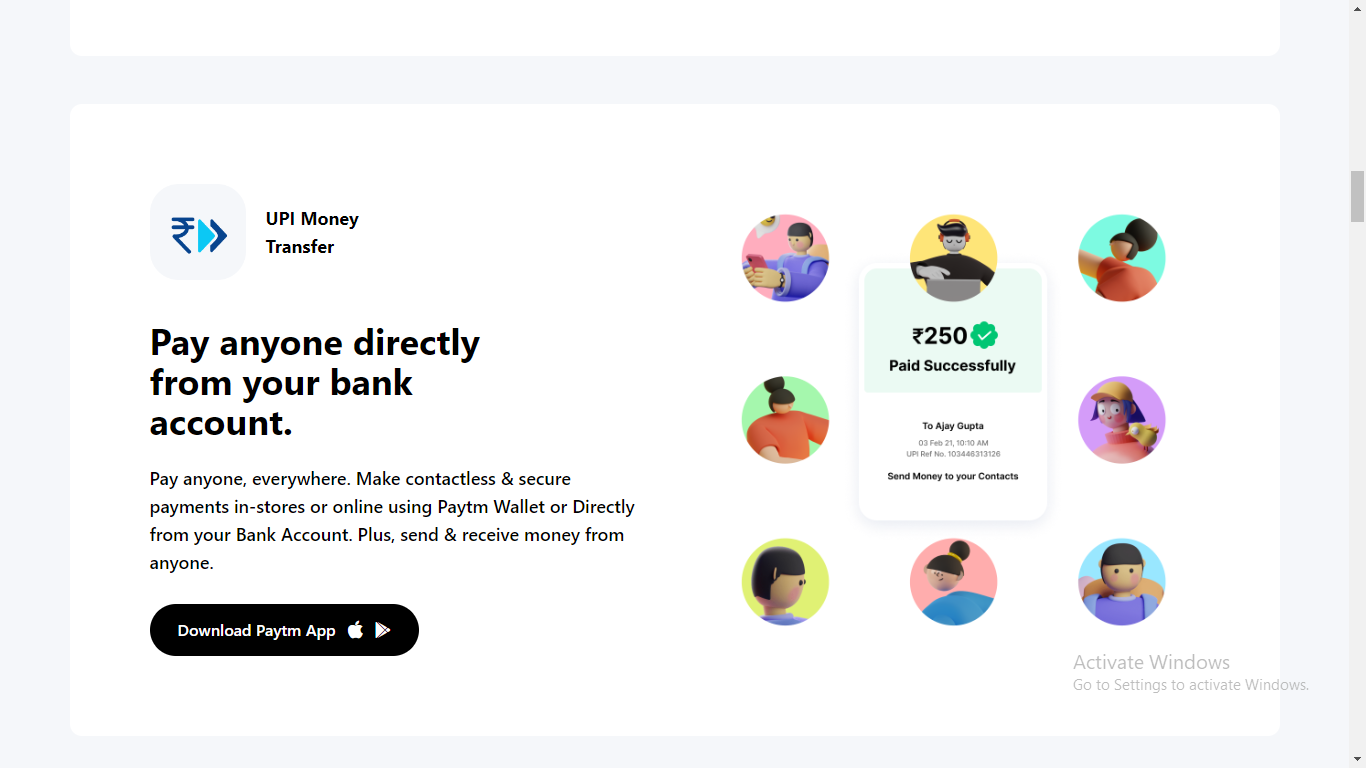 UPI Money
Transfer
Pay anyone directly
from your bank
account.
Pay anyone, everywhere. Make contactless & secure
payments in-stores or online using Paytm Wallet or Directly
from your Bank Account. Plus, send & receive money from
anyone.
Download Paytm App
₹250
Paid Successfully
To Ajay Gupta
03 Feb 21, 10:10 AM
UPI Ref No. 103446313126
Send Money to your Contacts
Activate Windows
Go to Settings to activate Windows.